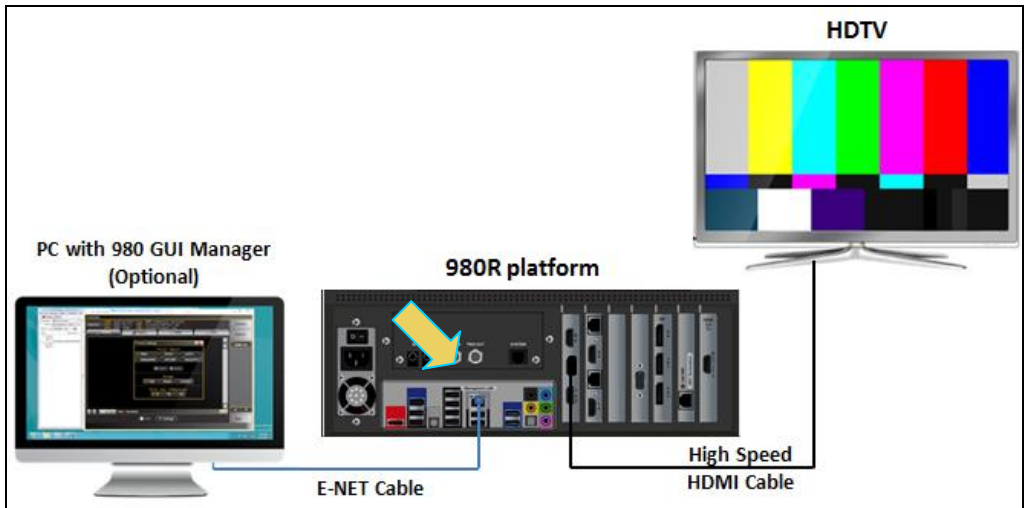 HDTV
PC with 980 GUI Manager
(Optional)
980R platform
High Speed
HDMI Cable
E-NET Cable